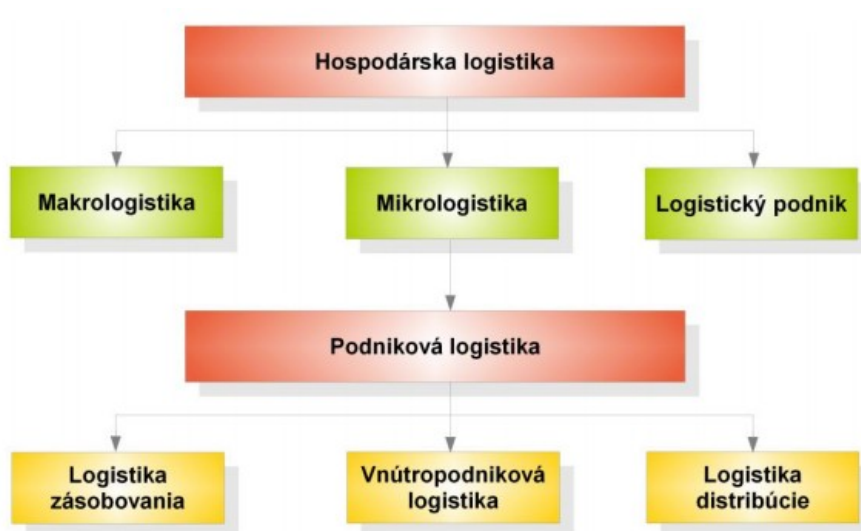 Hospodárska logistika
Makrologistika
Mikrologistika
Logistický podnik
Podniková logistika
Logistika
zásobovania
Vnútropodniková
logistika
Logistika
distribúcie